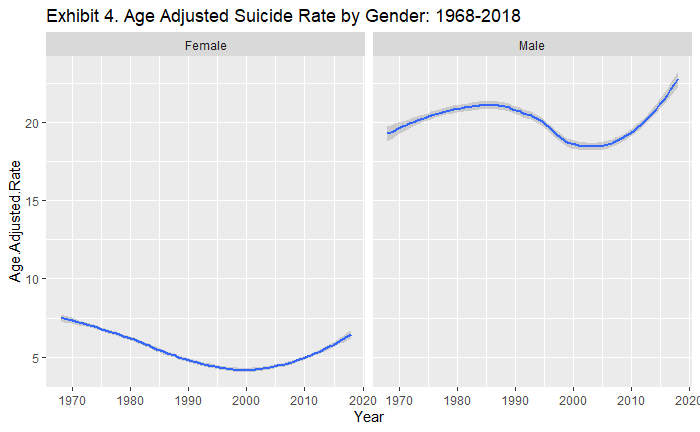 Exhibit 4. Age Adjusted Suicide Rate by Gender: 1968-2018
Female
Male
Age.Adjusted.Rate
20
15
10
5
1970 1980 1990 2000 2010 2020
1970 1980 1990 2000 2010 2020
Year